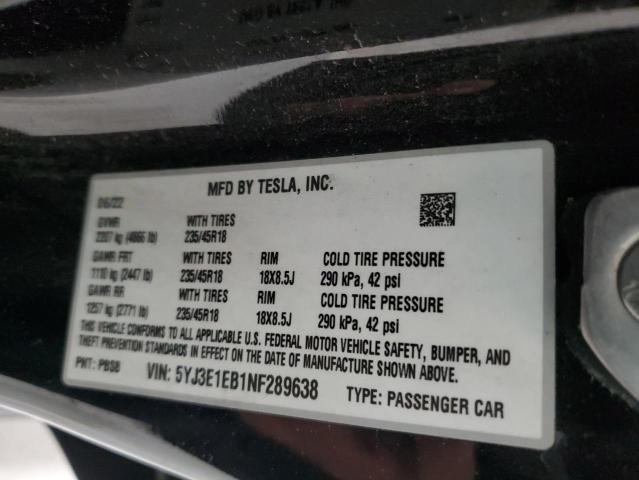 MFD BY TESLA, INC.
06/22
GVWR WITH TIRES
2207 kg (4866 lb) 235/45R18
GAWR FRT WITH TIRES RIM COLD TIRE PRESSURE
1110 kg (2447 lb) 235/45R18 18X8.5J 290 kPa, 42 psi
GAWR RR WITH TIRES RIM COLD TIRE PRESSURE
1257 kg (2771 lb) 235/45R18 18X8.5J 290 kPa, 42 psi
THIS VEHICLE CONFORMS TO ALL APPLICABLE U.S. FEDERAL MOTOR VEHICLE SAFETY, BUMPER, AND
THEFT PREVENTION STANDARDS IN EFFECT ON THE DATE OF MANUFACTURE SHOWN ABOVE.
PNT: PBSB VIN: 5YJ3E1EB1NF289638 TYPE: PASSENGER CAR